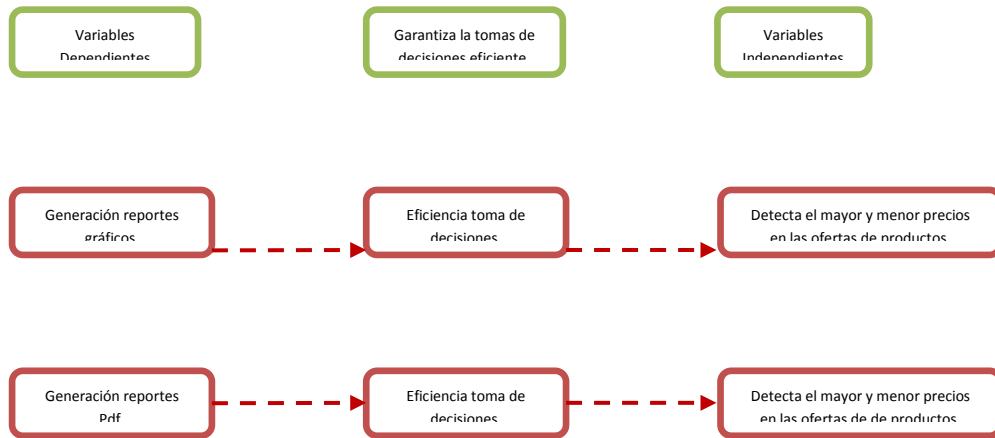 Variables
Dependientes
Garantiza la tomas de
decisiones eficiente
Variables
Independientes
Generación reportes
gráficos
Eficiencia toma de
decisiones
Detecta el mayor y menor precios
en las ofertas de productos
Generación reportes
Pdf
Eficiencia toma de
decisiones
Detecta el mayor y menor precios
en las ofertas de de productos